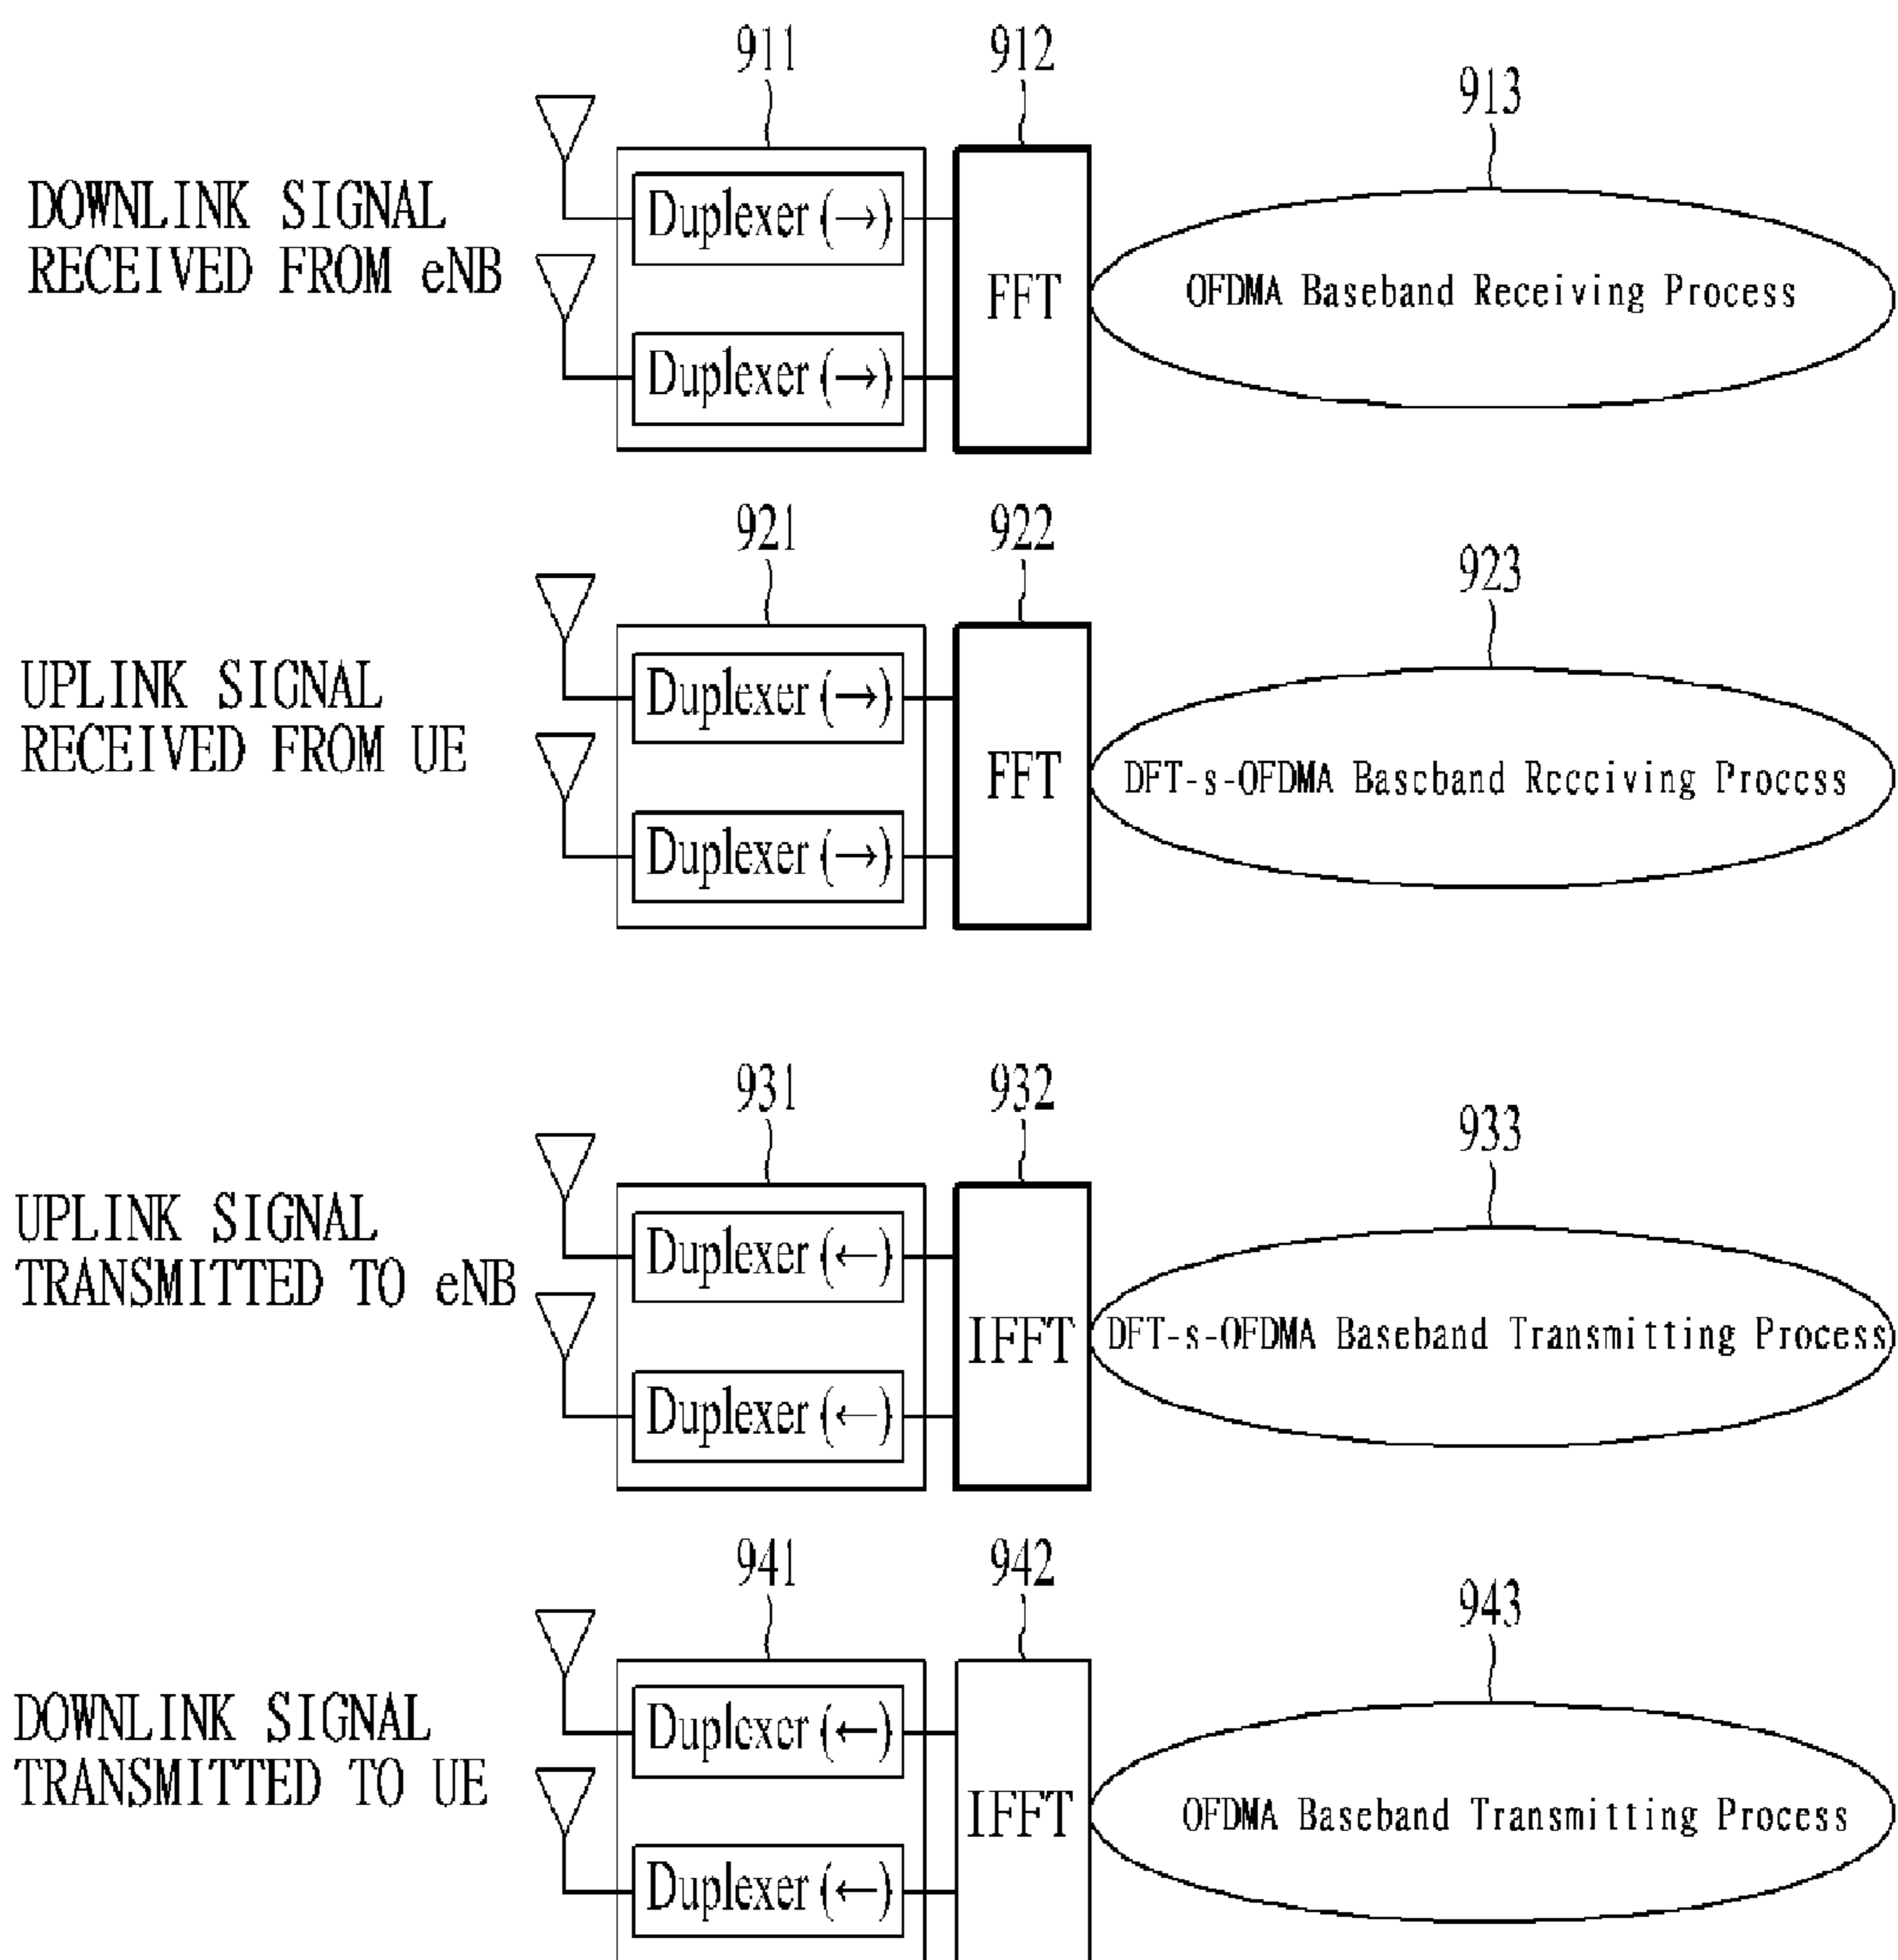 911
912
913
DOWNLINK SIGNAL
RECEIVED FROM eNB
Duplexer (→)
Duplexer (→)
FFT
OFDMA Baseband Receiving Process
921
922
923
UPLINK SIGNAL
RECEIVED FROM UE
Duplexer (→)
Duplexer (→)
FFT
DFT-s-OFDMA Baseband Receiving Process
931
932
933
UPLINK SIGNAL
TRANSMITTED TO eNB
Duplexer (←)
Duplexer (←)
IFFT
DFT-s-OFDMA Baseband Transmitting Process
941
942
943
DOWNLINK SIGNAL
TRANSMITTED TO UE
Duplexer (←)
Duplexer (←)
IFFT
OFDMA Baseband Transmitting Process